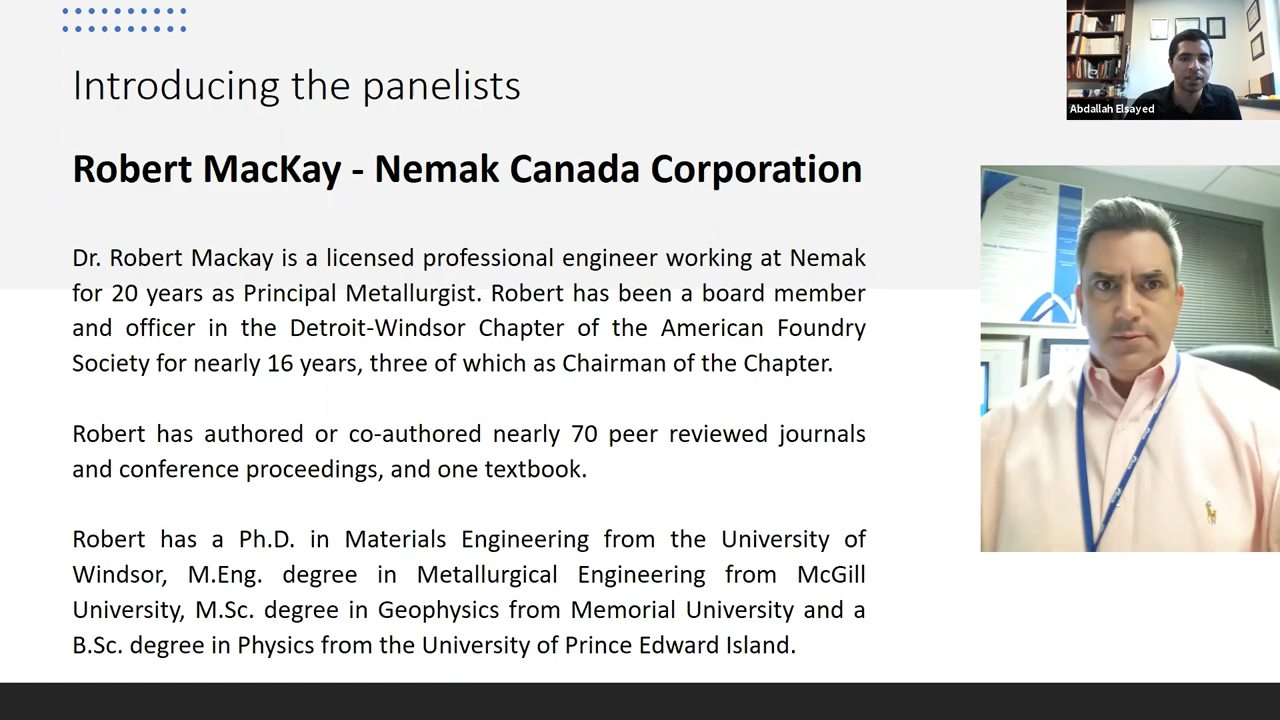 Introducing the panelists
Abdallah Elsayed
Robert MacKay - Nemak Canada Corporation
Dr. Robert Mackay is a licensed professional engineer working at Nemak
for 20 years as Principal Metallurgist. Robert has been a board member
and officer in the Detroit-Windsor Chapter of the American Foundry
Society for nearly 16 years, three of which as Chairman of the Chapter.
Robert has authored or co-authored nearly 70 peer reviewed journals
and conference proceedings, and one textbook.
Robert has a Ph.D. in Materials Engineering from the University of
Windsor, M.Eng. degree in Metallurgical Engineering from McGill
University, M.Sc. degree in Geophysics from Memorial University and a
B.Sc. degree in Physics from the University of Prince Edward Island.